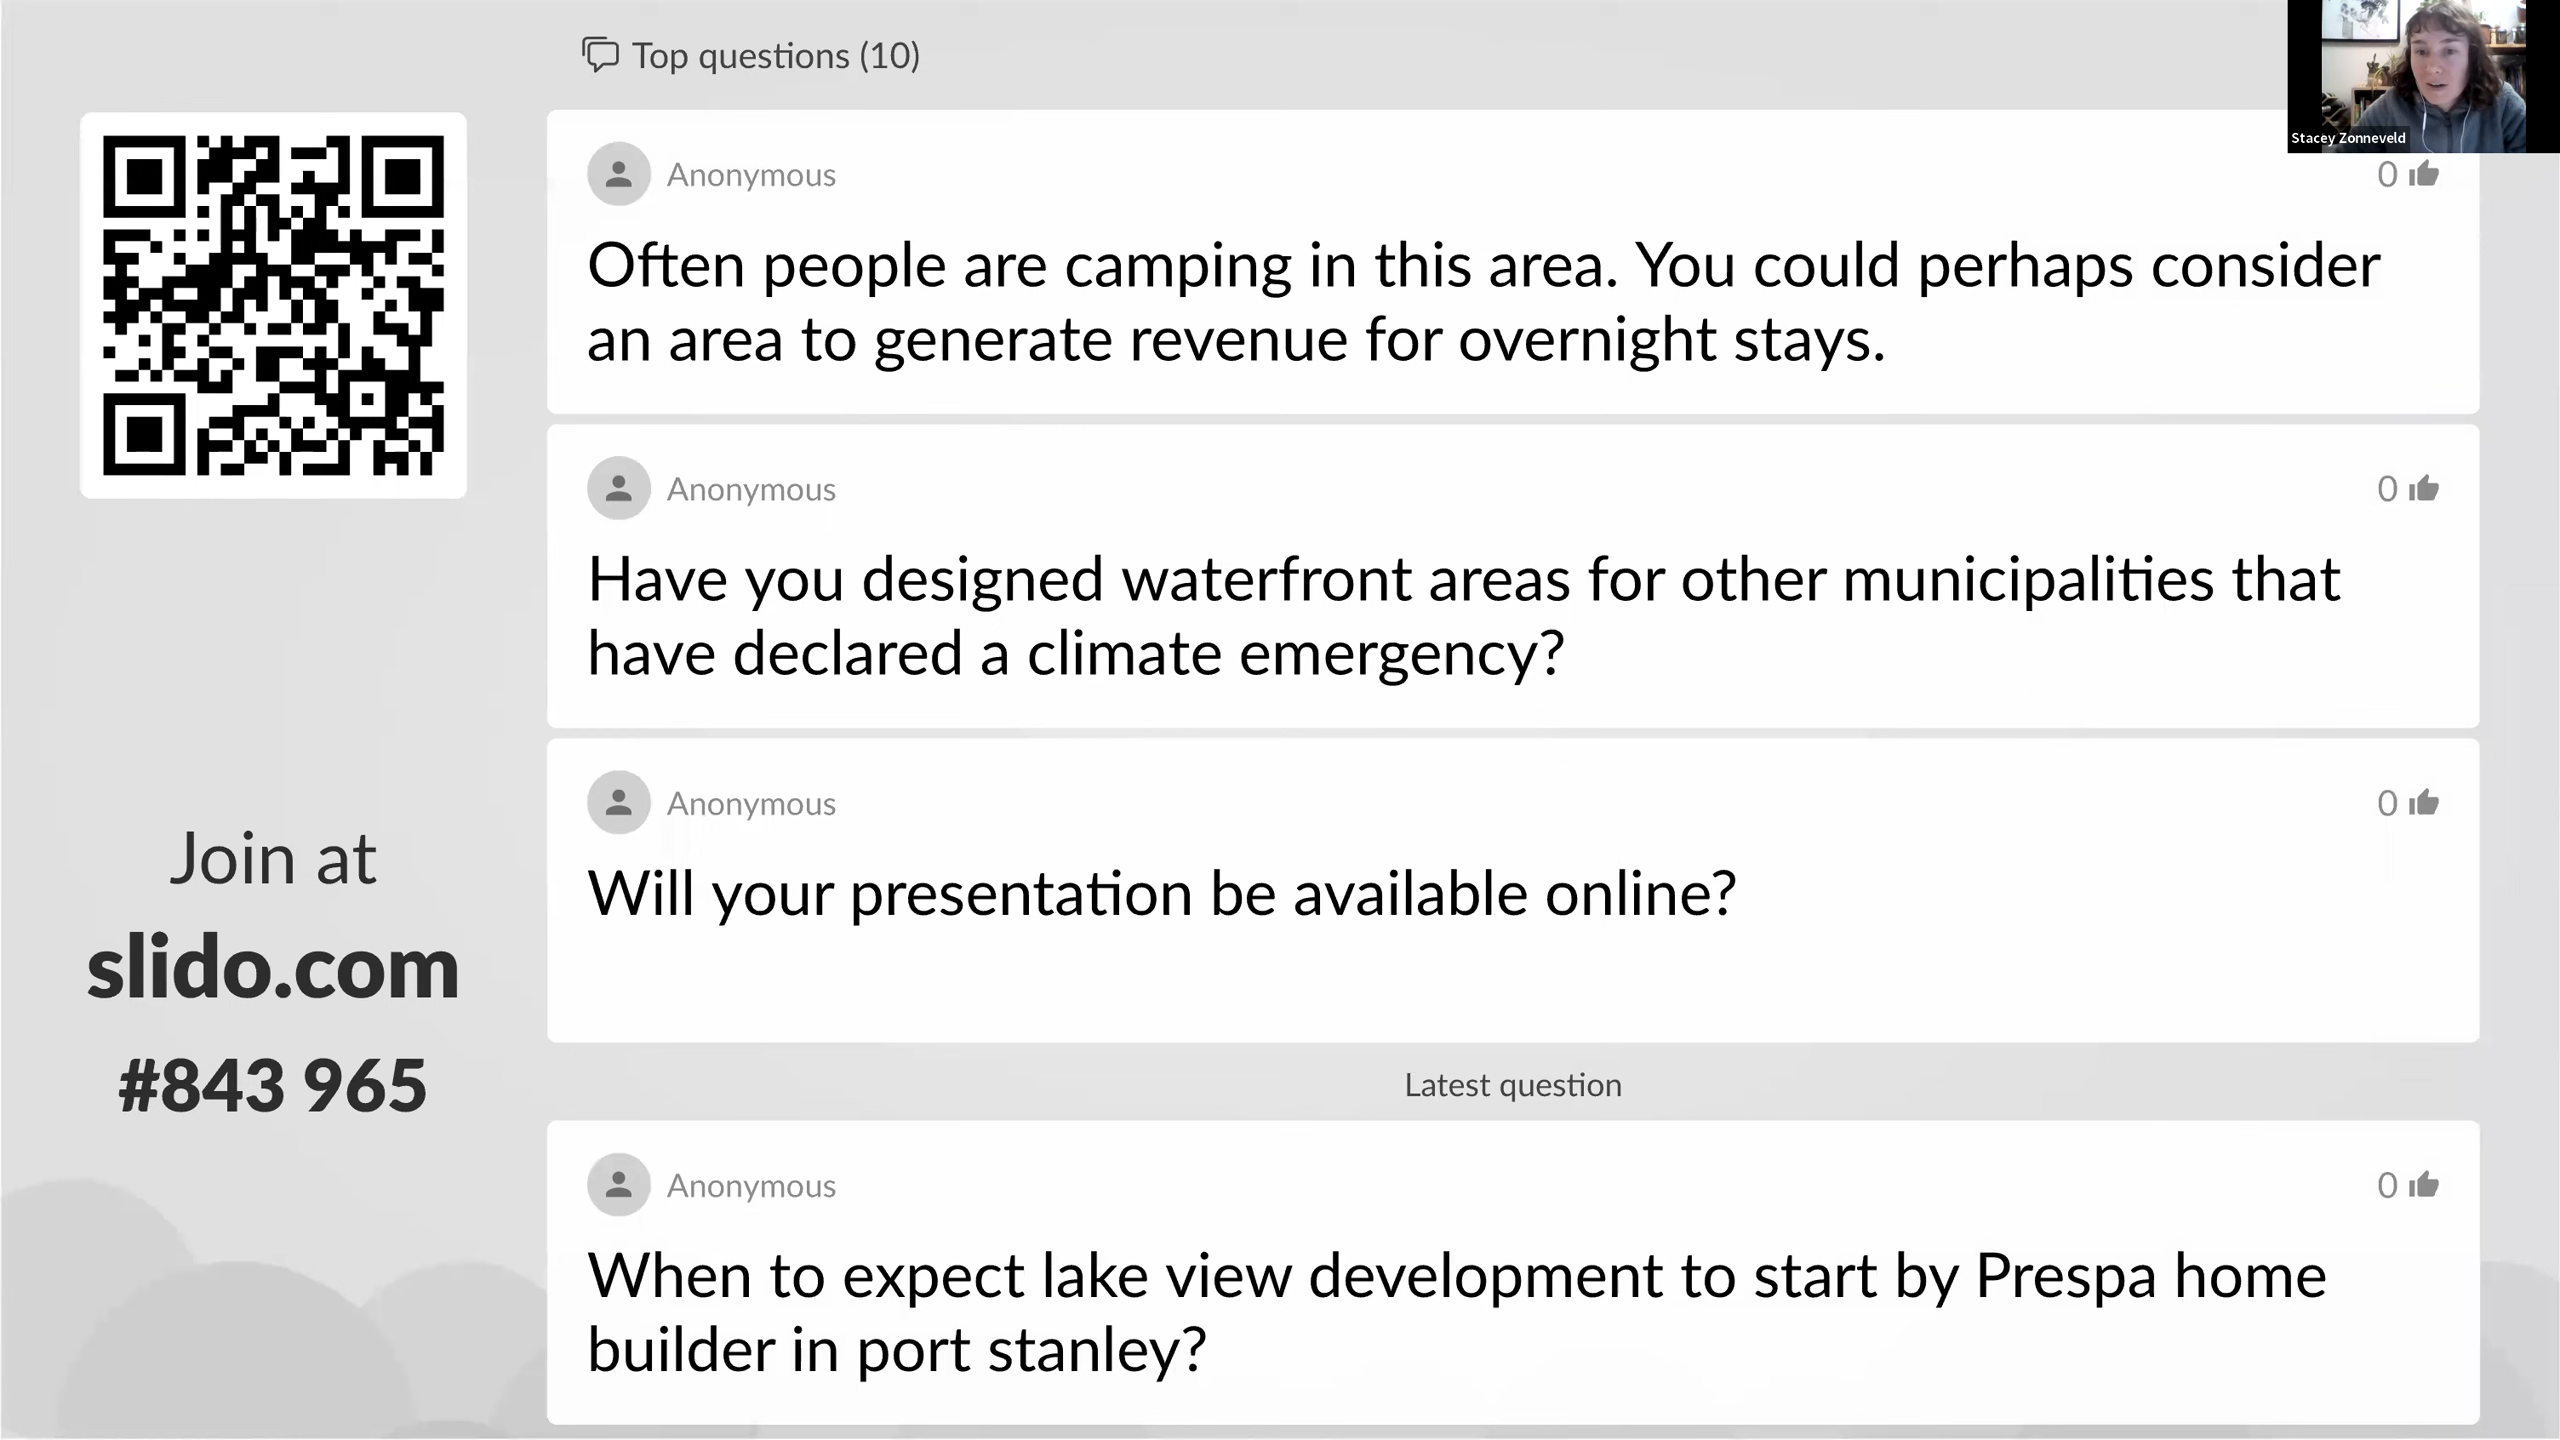 Top questions (10)
Stacey Zonneveld
Anonymous
0
Often people are camping in this area. You could perhaps consider
an area to generate revenue for overnight stays.
Anonymous
0
Have you designed waterfront areas for other municipalities that
have declared a climate emergency?
Anonymous
0
Will your presentation be available online?
Join at
slido.com
#843 965
Latest question
Anonymous
0
When to expect lake view development to start by Prespa home
builder in port stanley?